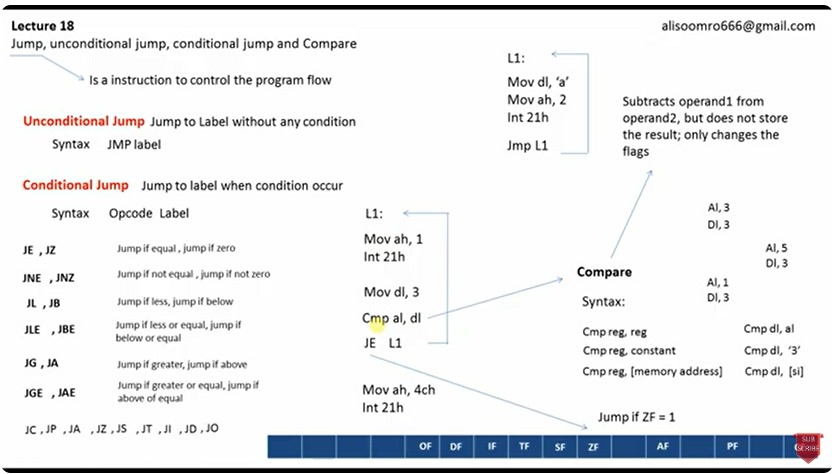 Lecture 18
alisoomro666@gmail.com
Jump, unconditional jump, conditional jump and Compare
Is a instruction to control the program flow
Unconditional Jump Jump to Label without any condition
Syntax JMP label
L1:
Mov dl, ‘a’
Mov ah, 2
Int 21h
Jmp L1
Subtracts operand1 from
operand2, but does not store
the result; only changes the
flags
Conditional Jump Jump to label when condition occur
Syntax Opcode Label
JE , JZ Jump if equal , jump if zero
JNE , JNZ Jump if not equal , jump if not zero
JL , JB Jump if less, jump if below
JLE , JBE Jump if less or equal, jump if
below or equal
JG , JA Jump if greater, jump if above
JGE , JAE Jump if greater or equal, jump if
above of equal
JC , JP , JA , JZ , JS , JT , JI , JD , JO
L1:
Mov ah, 1
Int 21h
Mov dl, 3
Cmp al, dl
JE L1
Mov ah, 4ch
Int 21h
Al, 3
Dl, 3
Al, 5
Dl, 3
Al, 1
Dl, 3
Compare
Syntax:
Cmp reg, reg Cmp dl, al
Cmp reg, constant Cmp dl, ‘3’
Cmp reg, [memory address] Cmp dl, [si]
Jump if ZF = 1
OF DF IF TF SF ZF AF PF
SUB
SCRIBE